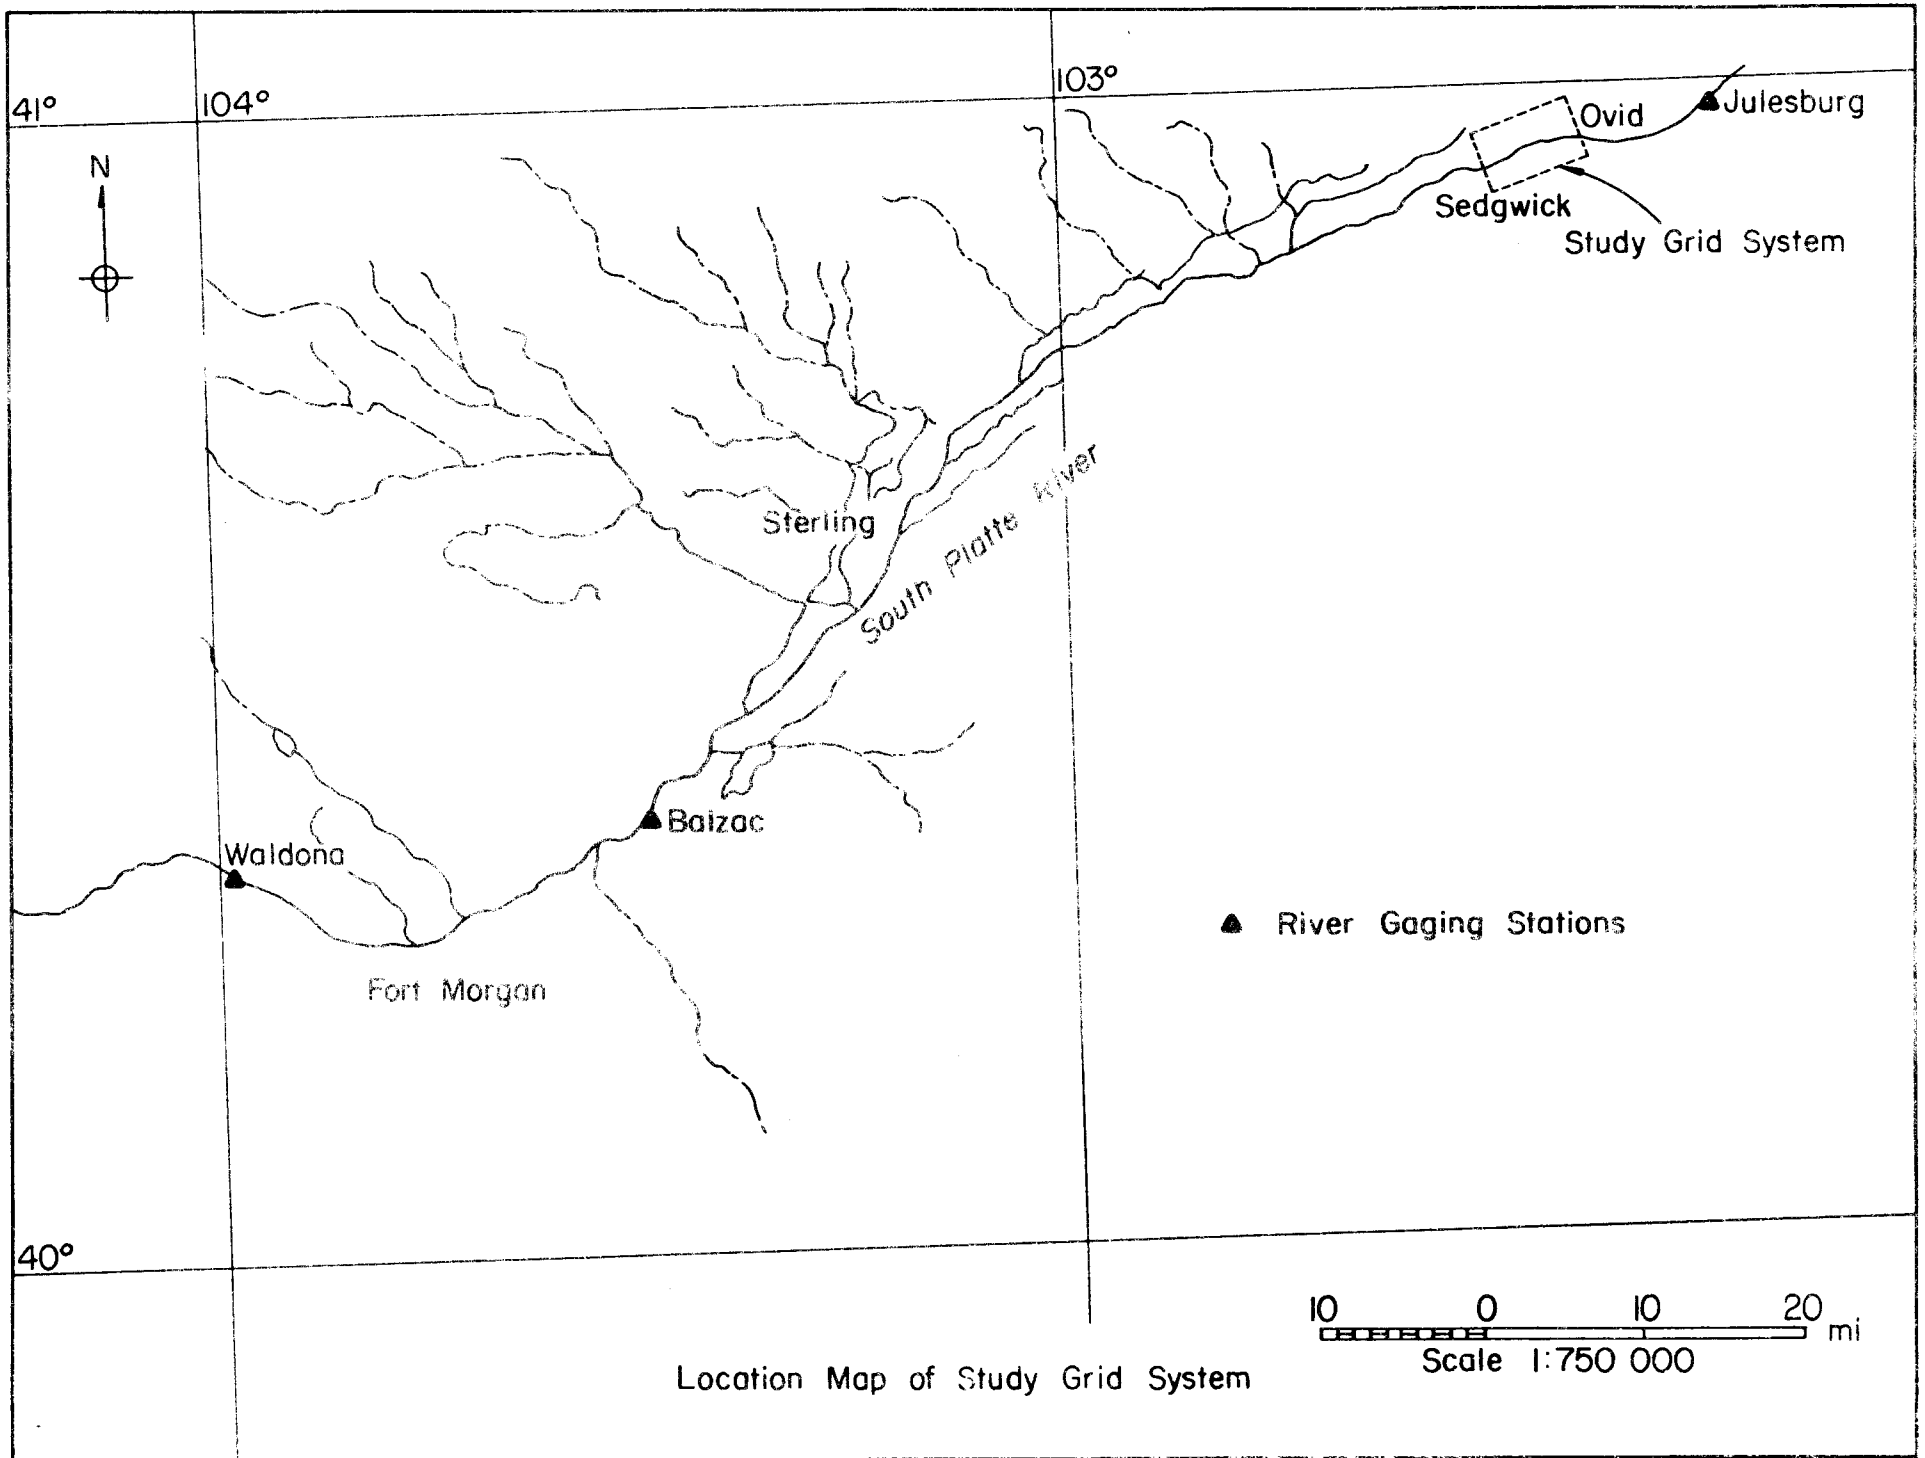 103°
41°
104°
Julesburg
Ovid
N
Sedgwick
Study Grid System
Sterling
South Platte River
Balzac
Waldona
River Gaging Stations
Fort Morgan
40°
10 0 10 20 mi
Scale 1:750 000
Location Map of Study Grid System